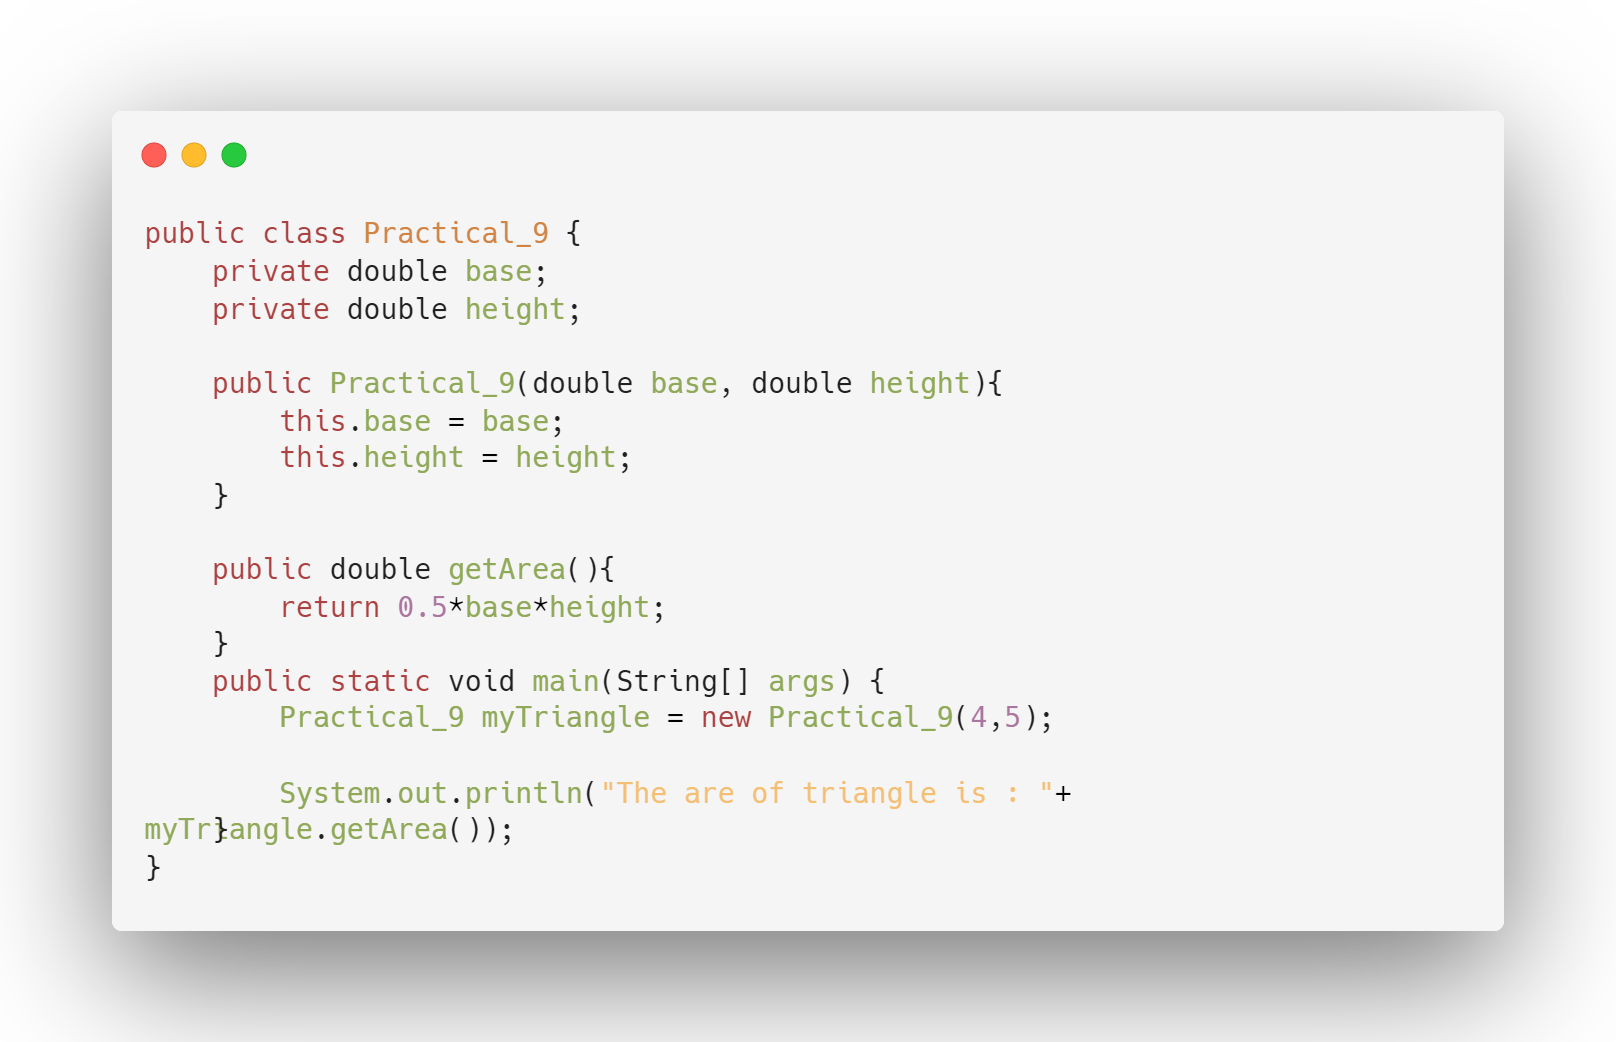 public class Practical_9 {
    private double base;
    private double height;

    public Practical_9(double base, double height){
        this.base = base;
        this.height = height;
    }

    public double getArea(){
        return 0.5*base*height;
    }
    public static void main(String[] args) {
        Practical_9 myTriangle = new Practical_9(4,5);

        System.out.println("The are of triangle is : "+
myTriangle.getArea());
    }
}